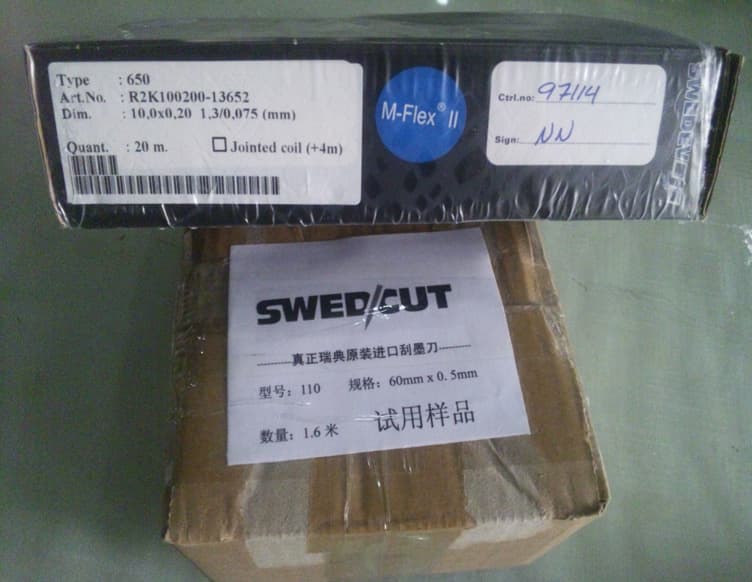 Type : 650
Art.No. : R2K100200-13652
Dim. : 10,0x0,20 1,3/0,075 (mm)
Quant. : 20 m. Jointed coil (+4m)
M-Flex® II
Ctrl.no: 97114
Sign: NN
SWEDCUT
真正瑞典原装进口刮墨刀
型号: 110 规格: 60mm x 0.5mm
数量: 1.6 米 试用样品